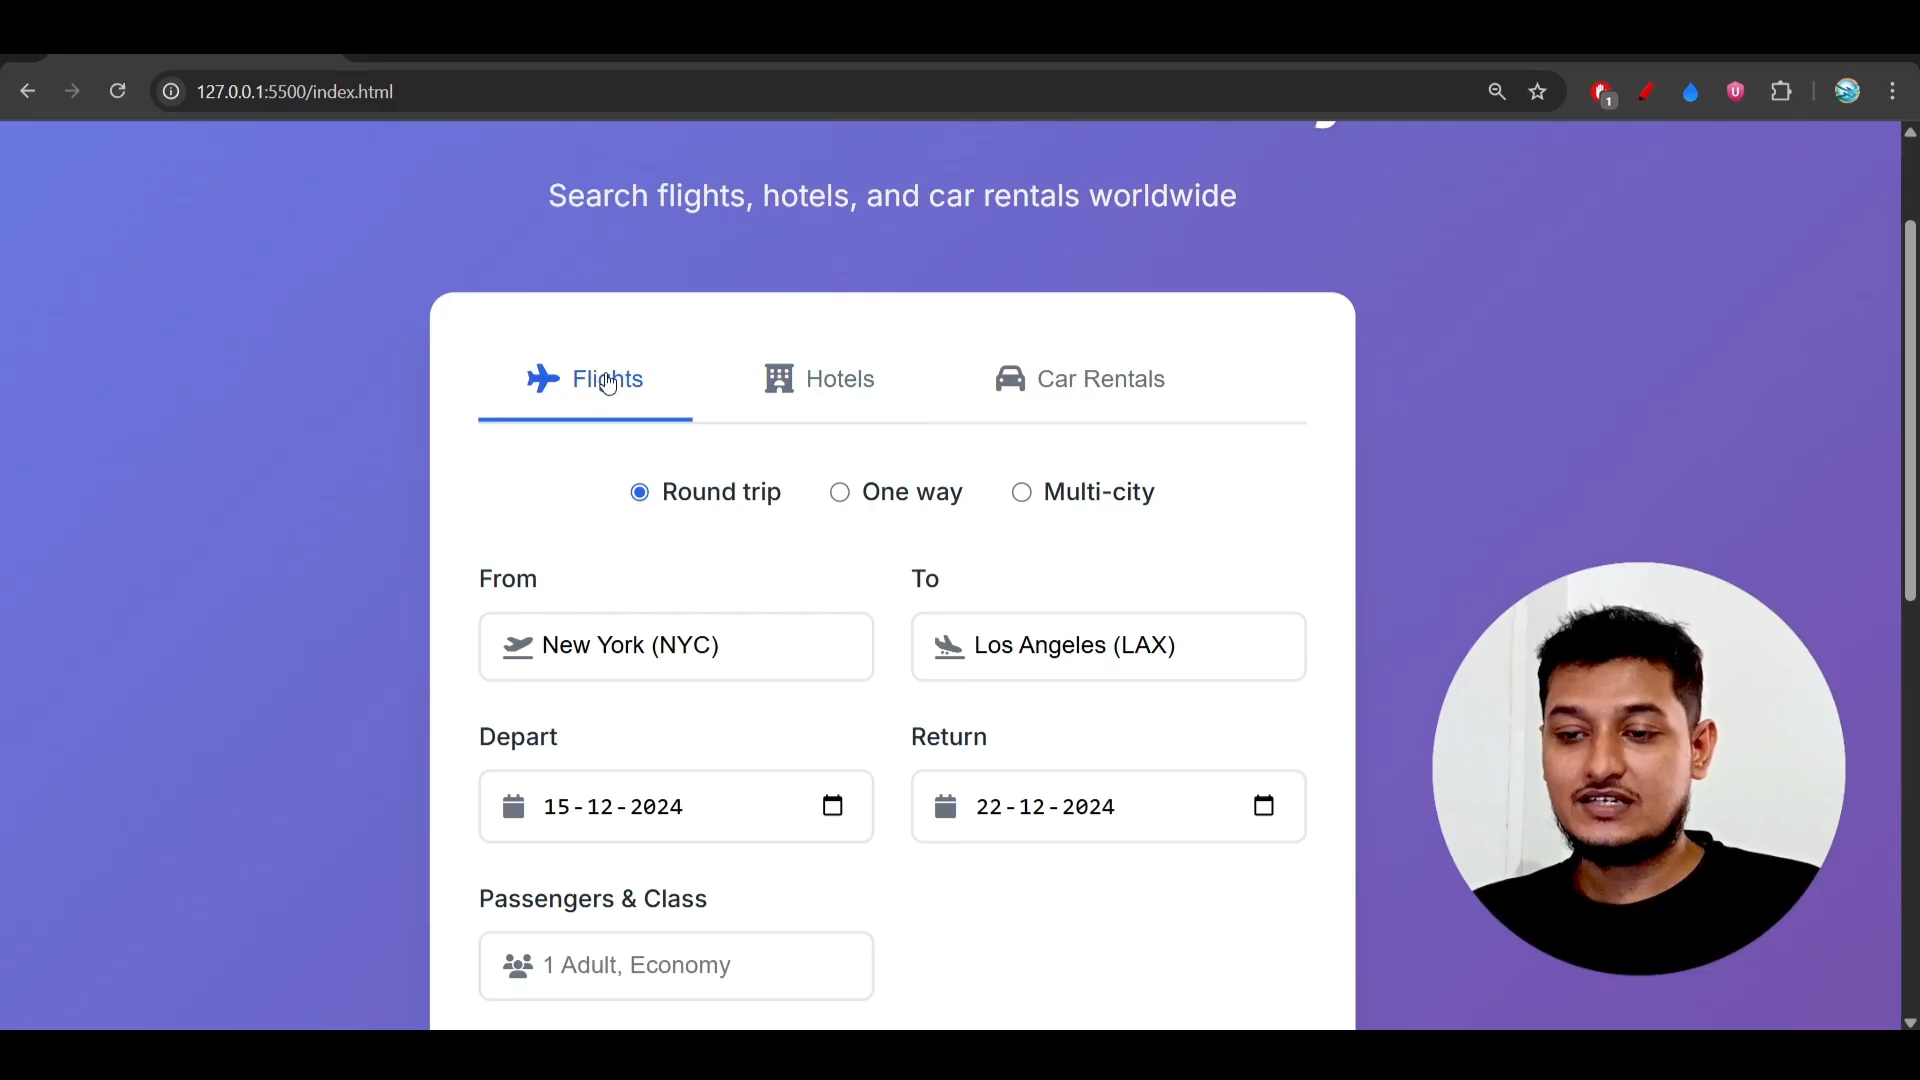 127.0.0.1:5500/index.html
1
U
Search flights, hotels, and car rentals worldwide
Flights Hotels Car Rentals
Round trip One way Multi-city
From To
New York (NYC) Los Angeles (LAX)
Depart Return
15-12-2024 22-12-2024
Passengers & Class
1 Adult, Economy